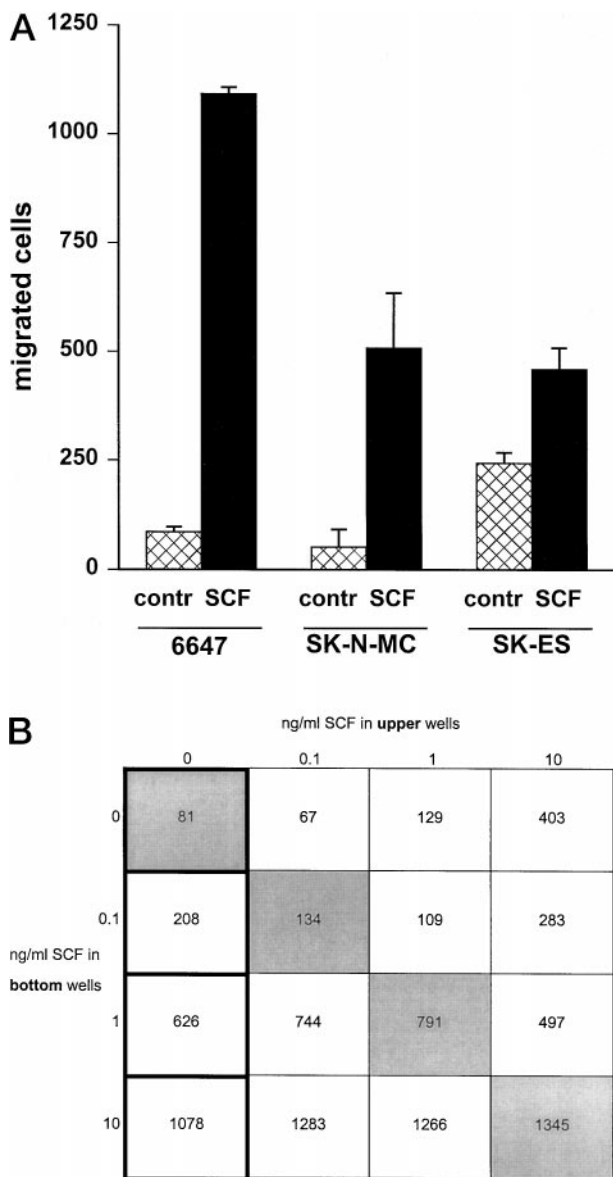 A
1250
1000
750
500
250
0
migrated cells
contr SCF contr SCF contr SCF
6647 SK-N-MC SK-ES
B
ng/ml SCF in upper wells
0 0.1 1 10
0 81 67 129 403
0.1 208 134 109 283
ng/ml SCF in
bottom wells
1 626 744 791 497
10 1078 1283 1266 1345